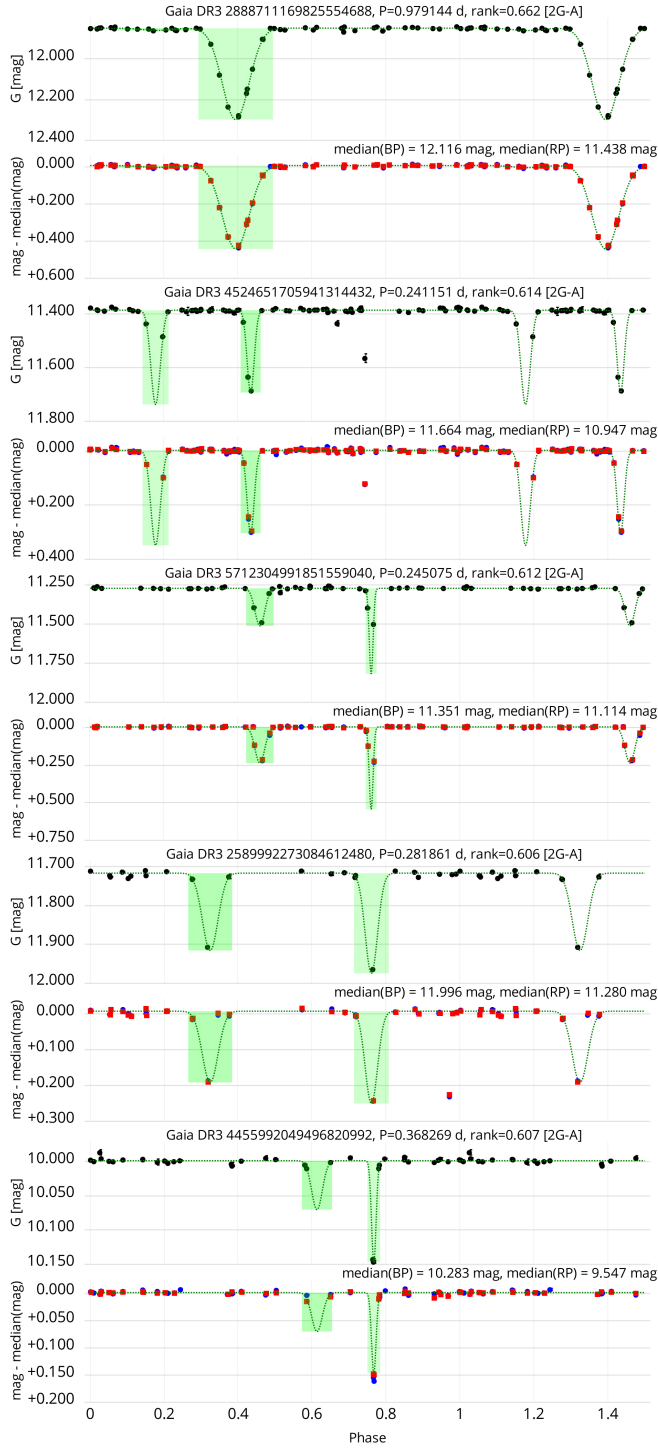 Gaia DR3 2888711169825554688, P=0.979144 d, rank=0.662 [2G-A]
12.000
12.200
12.400
G [mag]
median(BP) = 12.116 mag, median(RP) = 11.438 mag
0.000
+0.200
+0.400
+0.600
mag - median(mag)
Gaia DR3 4524651705941314432, P=0.241151 d, rank=0.614 [2G-A]
11.400
11.600
11.800
G [mag]
median(BP) = 11.664 mag, median(RP) = 10.947 mag
0.000
+0.200
+0.400
mag - median(mag)
Gaia DR3 5712304991851559040, P=0.245075 d, rank=0.612 [2G-A]
11.250
11.500
11.750
12.000
G [mag]
median(BP) = 11.351 mag, median(RP) = 11.114 mag
0.000
+0.250
+0.500
+0.750
mag - median(mag)
Gaia DR3 2589992273084612480, P=0.281861 d, rank=0.606 [2G-A]
11.700
11.800
11.900
12.000
G [mag]
median(BP) = 11.996 mag, median(RP) = 11.280 mag
0.000
+0.100
+0.200
+0.300
mag - median(mag)
Gaia DR3 4455992049496820992, P=0.368269 d, rank=0.607 [2G-A]
10.000
10.050
10.100
10.150
G [mag]
median(BP) = 10.283 mag, median(RP) = 9.547 mag
0.000
+0.050
+0.100
+0.150
+0.200
mag - median(mag)
0 0.2 0.4 0.6 0.8 1 1.2 1.4
Phase